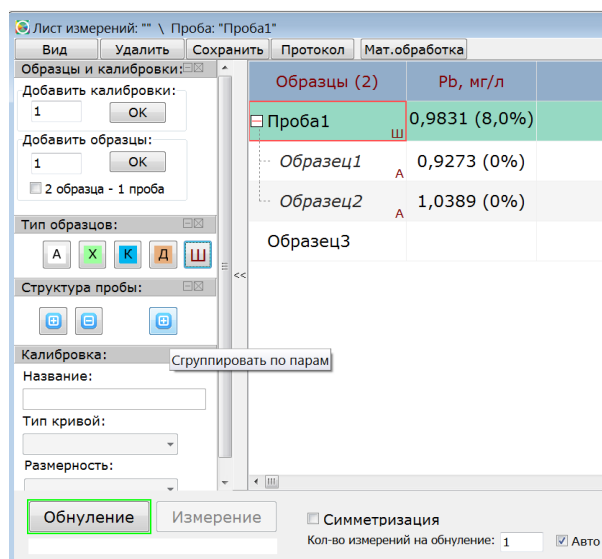 Лист измерений: "" \ Проба: "Проба1"
Вид Удалить Сохранить Протокол Мат.обработка
Образцы и калибровки:
Добавить калибровки:
1 OK
Добавить образцы:
1 OK
2 образца - 1 проба
Тип образцов:
А Х К Д Ш
Структура пробы:
Сгруппировать по парам
Калибровка:
Название:
Тип кривой:
Размерность:
<<
Образцы (2) Pb, мг/л
Проба1 Ш 0,9831 (8,0%)
Образец1 А 0,9273 (0%)
Образец2 А 1,0389 (0%)
Образец3
Обнуление Измерение
Симметризация
Кол-во измерений на обнуление: 1 Авто